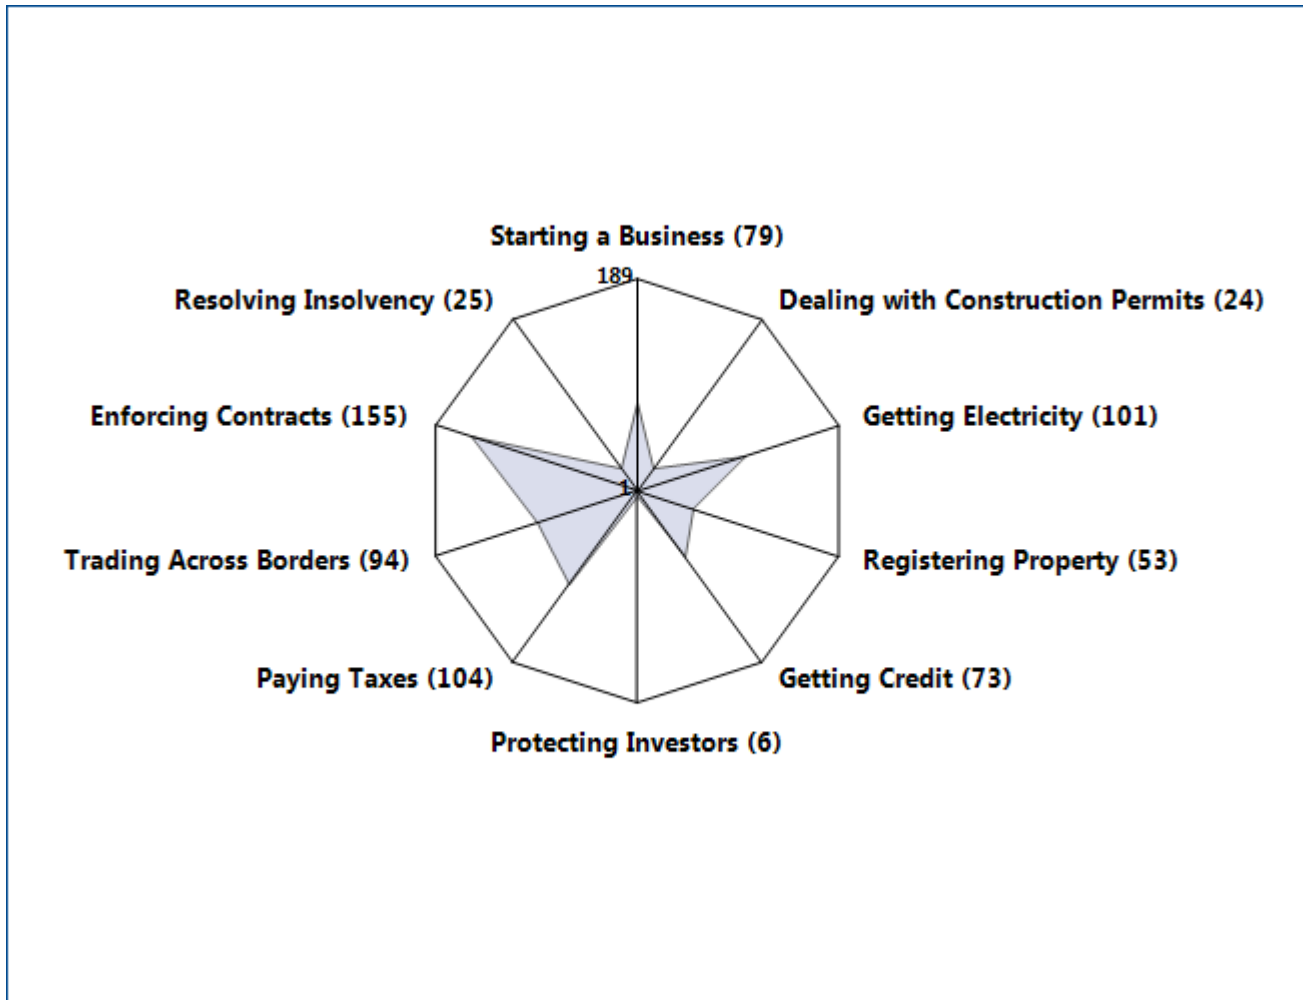 Starting a Business (79)
189
Resolving Insolvency (25)
Dealing with Construction Permits (24)
Enforcing Contracts (155)
Getting Electricity (101)
1
Trading Across Borders (94)
Registering Property (53)
Paying Taxes (104)
Getting Credit (73)
Protecting Investors (6)